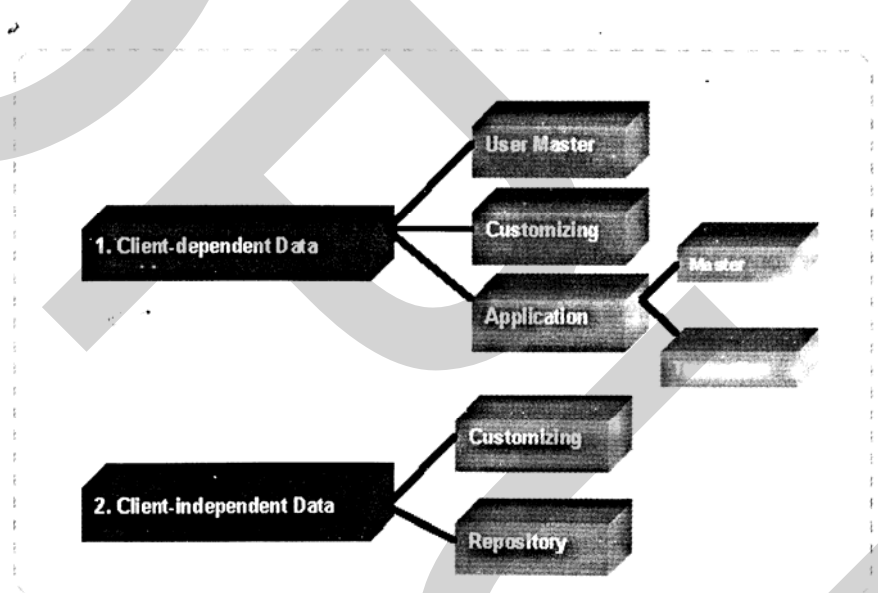 User Master
Customizing
1. Client-dependent Data
Master
Application
Customizing
2. Client-independent Data
Repository